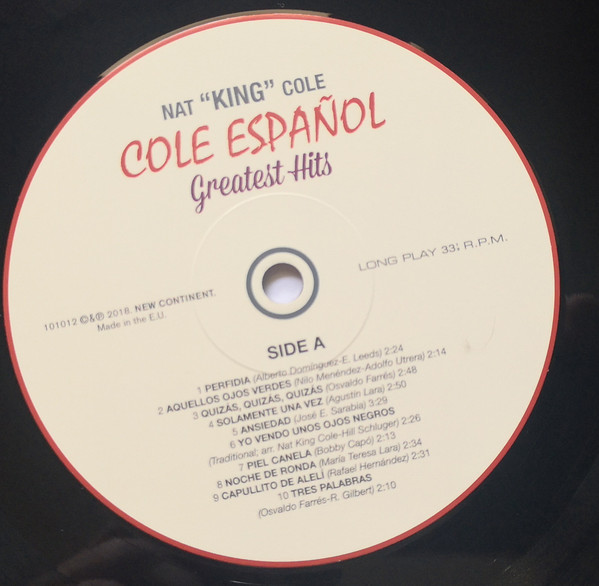 NAT “KING” COLE
COLE ESPAÑOL
Greatest Hits
101012 ©&℗ 2018. NEW CONTINENT.
Made in the E.U.
LONG PLAY 33⅓ R.P.M.
SIDE A
1 PERFIDIA (Alberto Domínguez-E. Leeds) 2:24
2 AQUELLOS OJOS VERDES (Nilo Menéndez-Adolfo Utrera) 2:14
3 QUIZÁS, QUIZÁS, QUIZÁS (Osvaldo Farrés) 2:48
4 SOLAMENTE UNA VEZ (Agustín Lara) 2:50
5 ANSIEDAD (José E. Sarabia) 3:29
6 YO VENDO UNOS OJOS NEGROS
(Traditional; arr. Nat King Cole-Hill Schluger) 2:26
7 PIEL CANELA (Bobby Capó) 2:13
8 NOCHE DE RONDA (María Teresa Lara) 2:34
9 CAPULLITO DE ALELÍ (Rafael Hernández) 2:31
10 TRES PALABRAS
(Osvaldo Farrés-R. Gilbert) 2:10